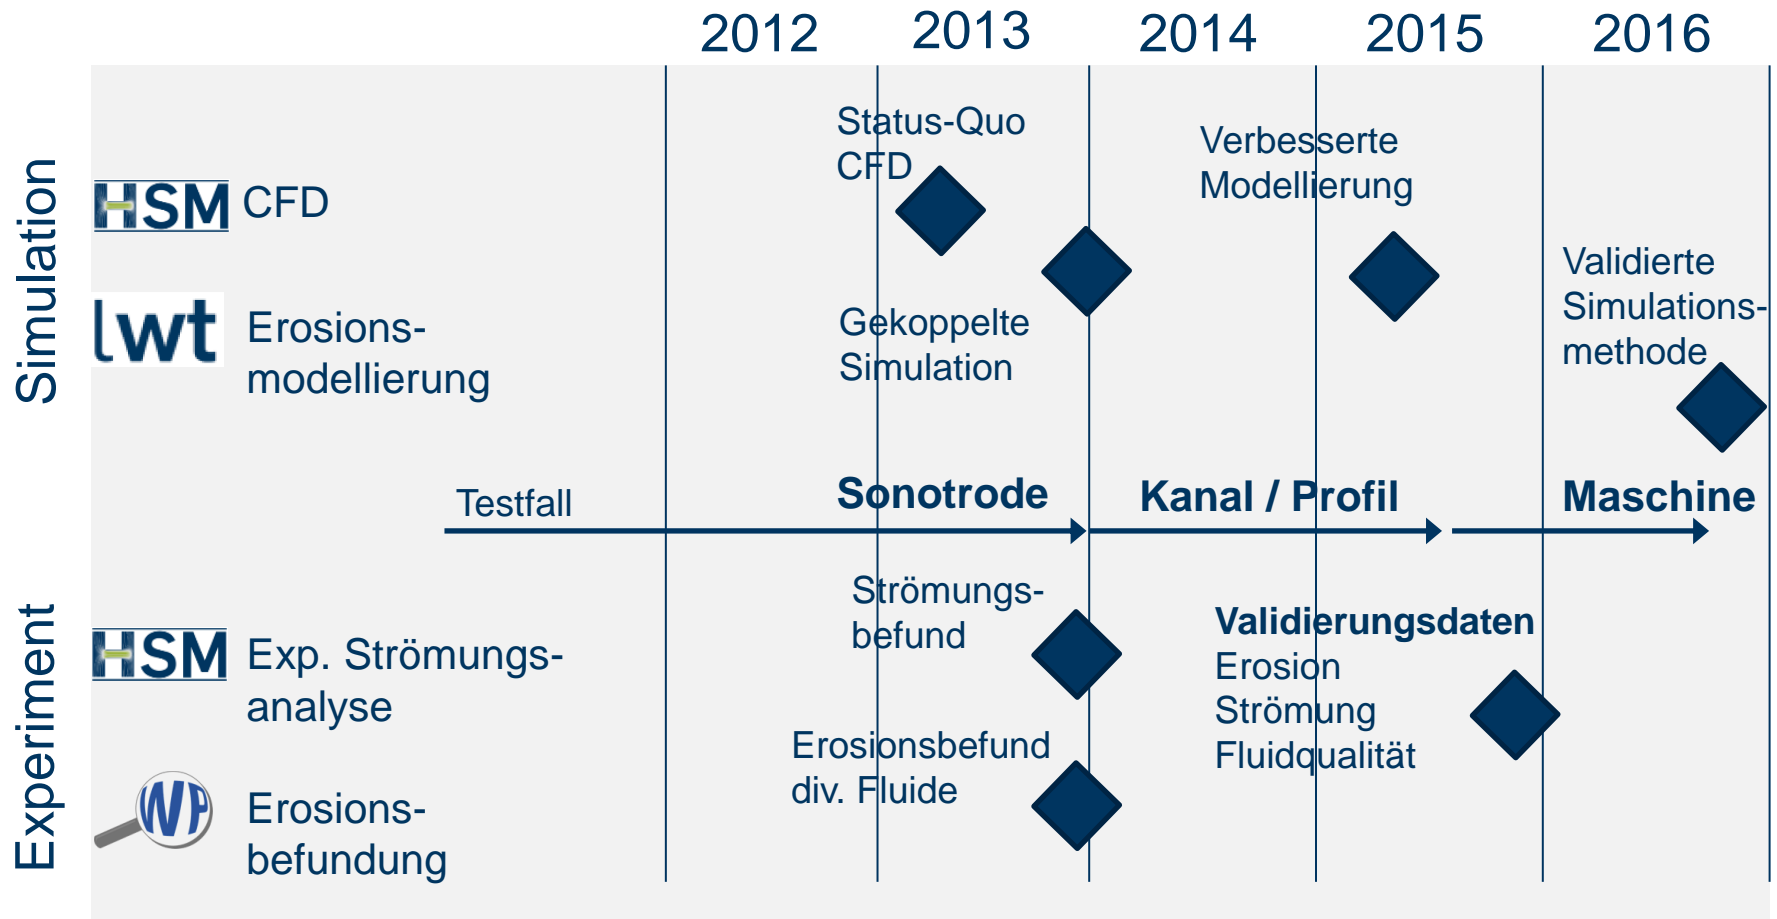 2012 2013 2014 2015 2016
Simulation
HSM CFD
lwt Erosions-
modellierung
Status-Quo
CFD
Gekoppelte
Simulation
Verbesserte
Modellierung
Validierte
Simulations-
methode
Testfall
Sonotrode
Kanal / Profil
Maschine
Experiment
HSM Exp. Strömungs-
analyse
WP Erosions-
befundung
Strömungs-
befund
Erosionsbefund
div. Fluide
Validierungsdaten
Erosion
Strömung
Fluidqualität